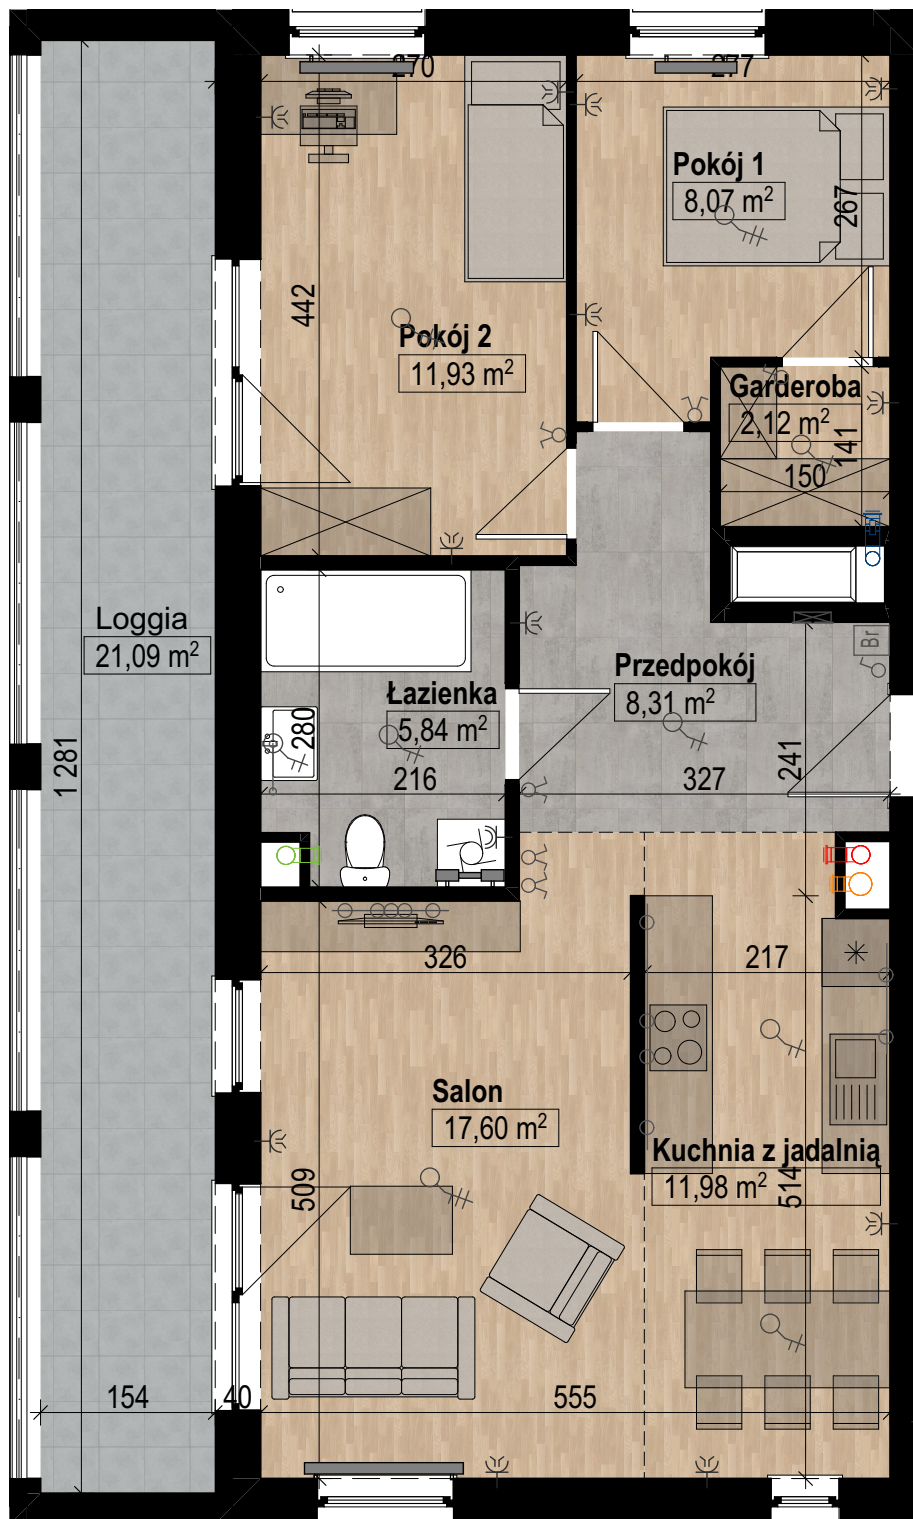 270
277
Pokój 1
8,07 m²
267
442
Pokój 2
11,93 m²
Garderoba
2,12 m²
141
150
Loggia
21,09 m²
Br
Przedpokój
8,31 m²
Łazienka
5,84 m²
280
1 281
241
216
327
326
217
Salon
17,60 m²
Kuchnia z jadalnią
11,98 m²
509
514
154
40
555